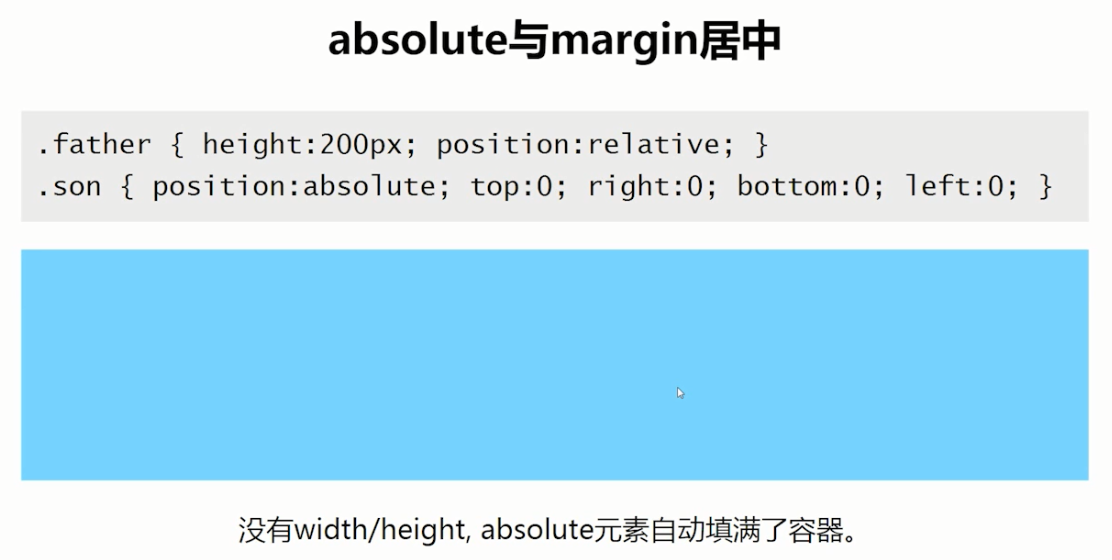 absolute与margin居中
.father { height:200px; position:relative; }
.son { position:absolute; top:0; right:0; bottom:0; left:0; }
没有width/height, absolute元素自动填满了容器。